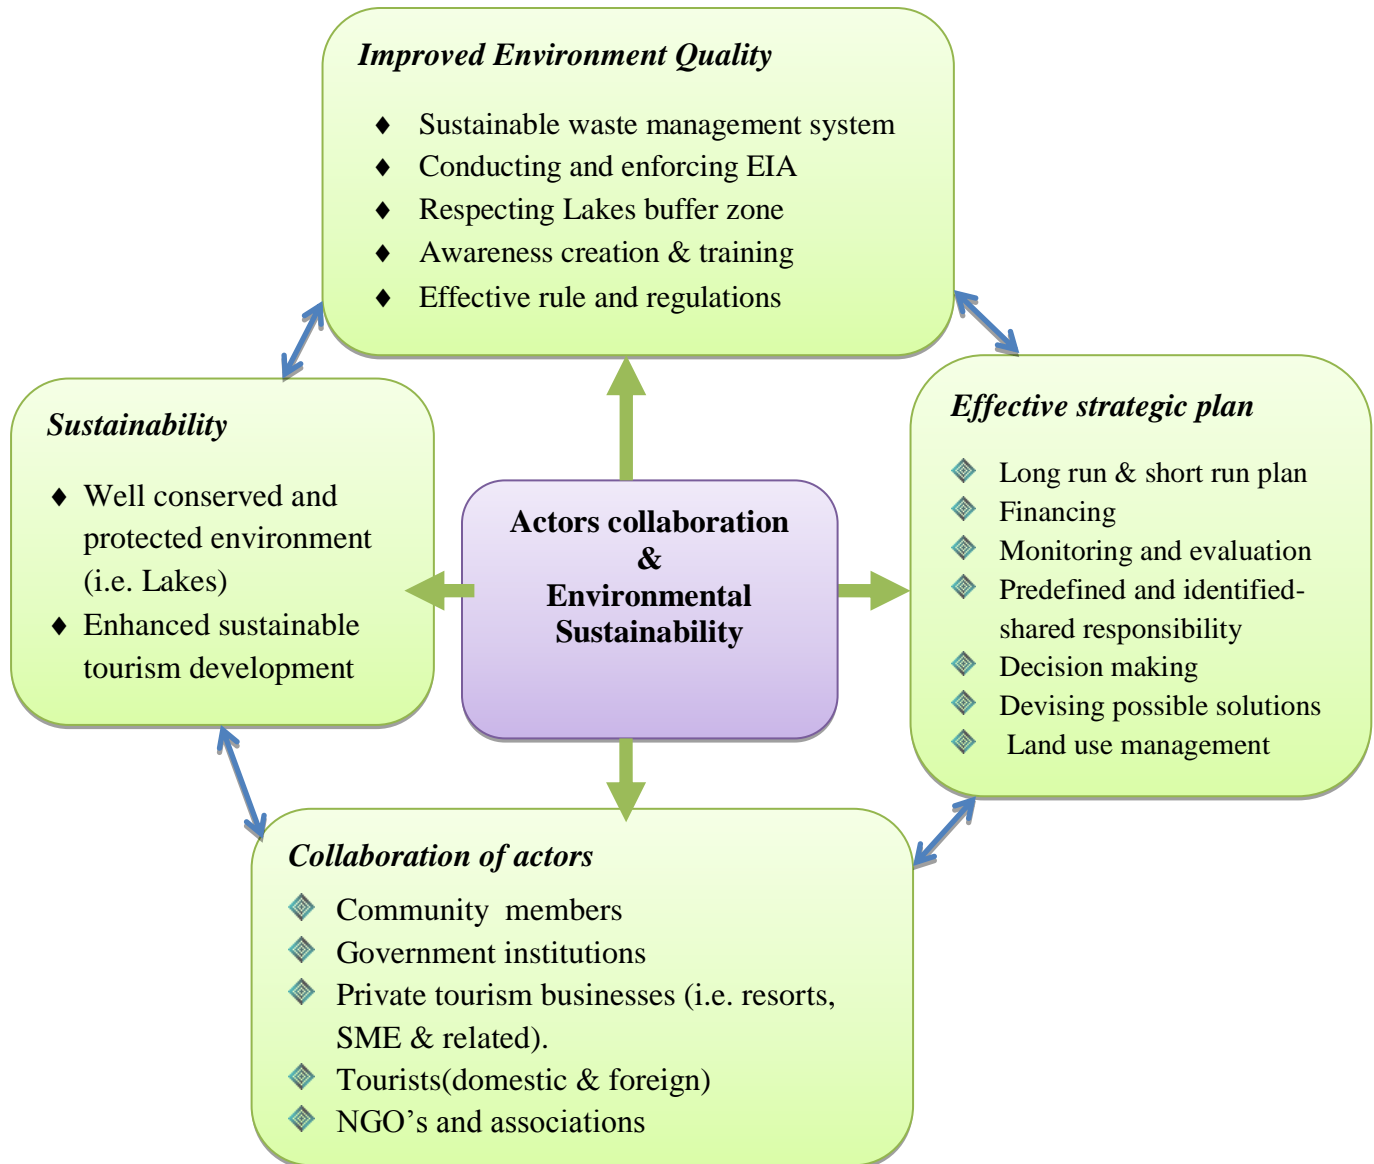 Improved Environment Quality
Sustainable waste management system
Conducting and enforcing EIA
Respecting Lakes buffer zone
Awareness creation & training
Effective rule and regulations
Sustainability
Well conserved and
protected environment
(i.e. Lakes)
Enhanced sustainable
tourism development
Actors collaboration
&
Environmental
Sustainability
Effective strategic plan
Long run & short run plan
Financing
Monitoring and evaluation
Predefined and identified-
shared responsibility
Decision making
Devising possible solutions
Land use management
Collaboration of actors
Community members
Government institutions
Private tourism businesses (i.e. resorts,
SME & related).
Tourists(domestic & foreign)
NGO’s and associations